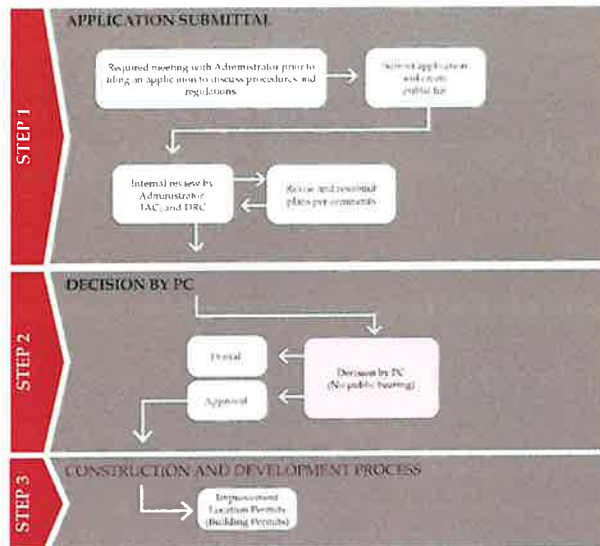 STEP 1
APPLICATION SUBMITTAL
Required meeting with Administrator prior to
filing an application to discuss procedures and
regulations
Submit application
and create
public file
Internal review by
Administrator
TAC, and DRC
Revise and resubmit
plans per comments
STEP 2
DECISION BY PC
Denial
Approval
Decision by PC
(No public hearing)
STEP 3
CONSTRUCTION AND DEVELOPMENT PROCESS
Improvement
Location Permits
(Building Permits)